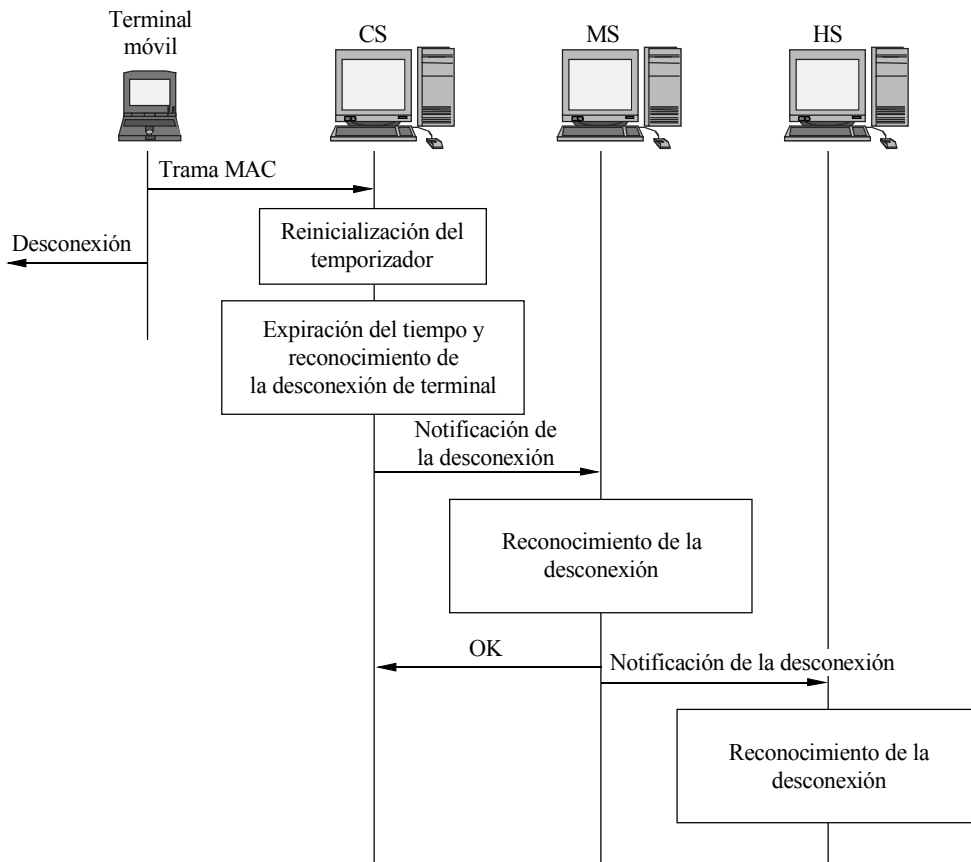 Terminal
móvil
CS
MS
HS
Trama MAC
Desconexión
Reinicialización del
temporizador
Expiración del tiempo y
reconocimiento de
la desconexión de terminal
Notificación de
la desconexión
Reconocimiento de la
desconexión
OK
Notificación de la desconexión
Reconocimiento de la
desconexión